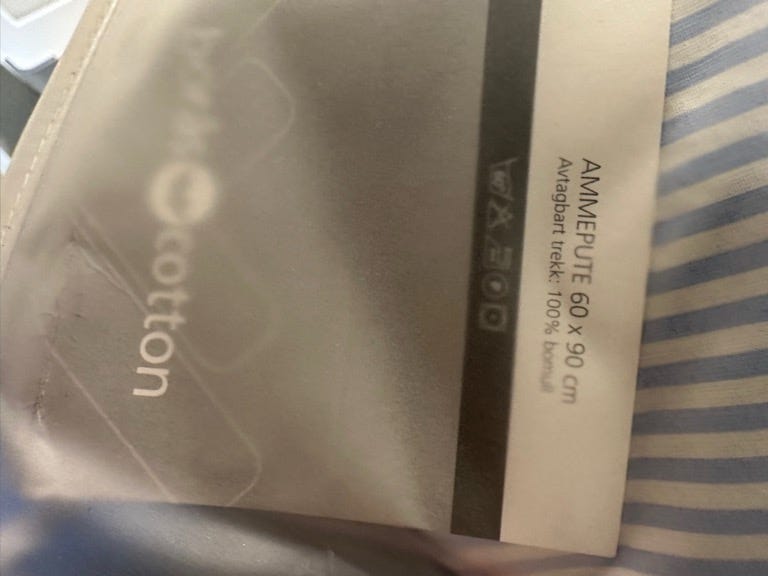 cotton
AMMEPUTE 60 x 90 cm
Avtagbart trekk: 100% bomull